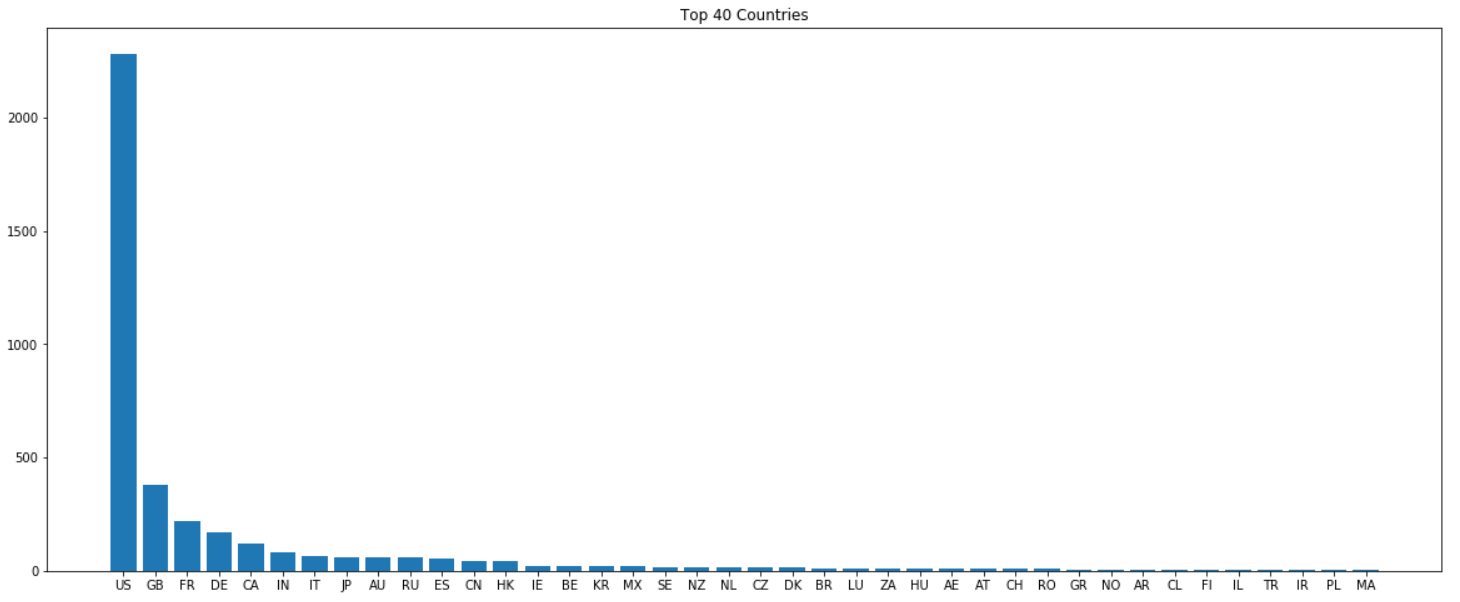 Top 40 Countries
2000
1500
1000
500
0
US GB FR DE CA IN IT JP AU RU ES CN HK IE BE KR MX SE NZ NL CZ DK BR LU ZA HU AE AT CH RO GR NO AR CL FI IL TR IR PL MA